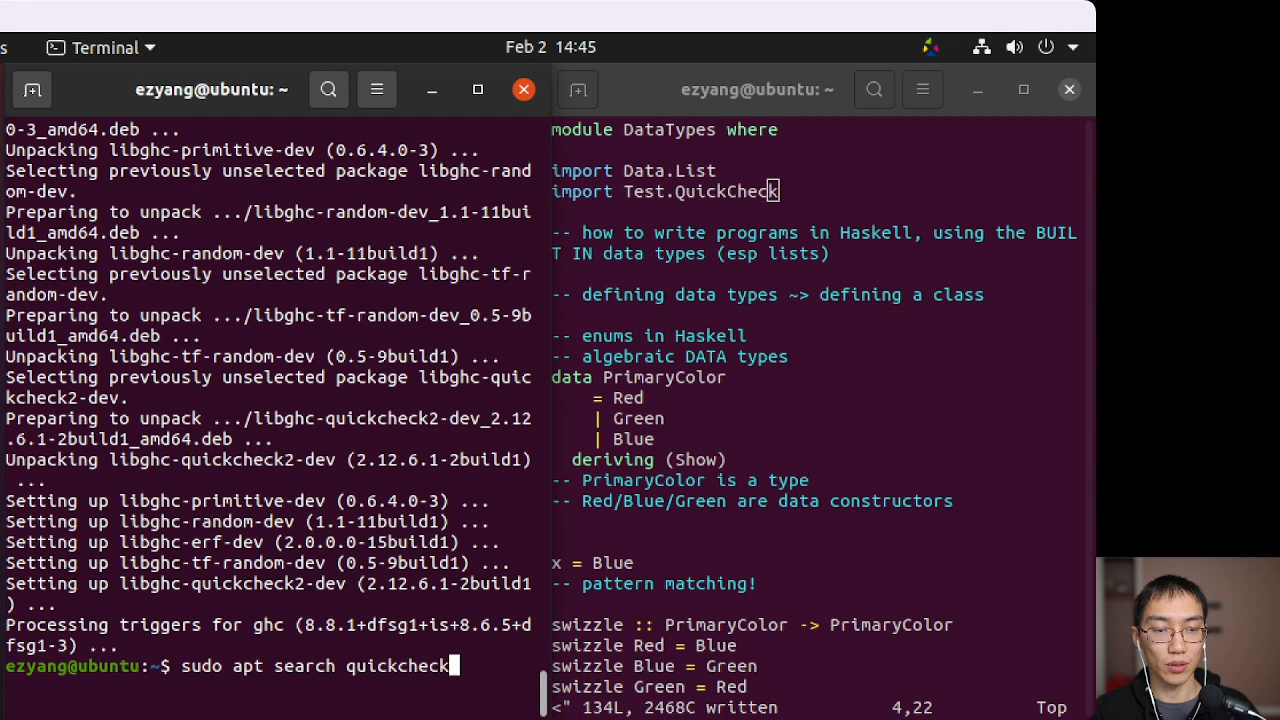 s
Terminal
Feb 2 14:45
ezyang@ubuntu: ~
0-3_amd64.deb ...
Unpacking libghc-primitive-dev (0.6.4.0-3) ...
Selecting previously unselected package libghc-rand
om-dev.
Preparing to unpack .../libghc-random-dev_1.1-11bui
ld1_amd64.deb ...
Unpacking libghc-random-dev (1.1-11build1) ...
Selecting previously unselected package libghc-tf-r
andom-dev.
Preparing to unpack .../libghc-tf-random-dev_0.5-9b
uild1_amd64.deb ...
Unpacking libghc-tf-random-dev (0.5-9build1) ...
Selecting previously unselected package libghc-quic
kcheck2-dev.
Preparing to unpack .../libghc-quickcheck2-dev_2.12
.6.1-2build1_amd64.deb ...
Unpacking libghc-quickcheck2-dev (2.12.6.1-2build1)
 ...
Setting up libghc-primitive-dev (0.6.4.0-3) ...
Setting up libghc-random-dev (1.1-11build1) ...
Setting up libghc-erf-dev (2.0.0.0-15build1) ...
Setting up libghc-tf-random-dev (0.5-9build1) ...
Setting up libghc-quickcheck2-dev (2.12.6.1-2build1
) ...
Processing triggers for ghc (8.8.1+dfsg1+is+8.6.5+d
fsg1-3) ...
ezyang@ubuntu:~$ sudo apt search quickcheck
ezyang@ubuntu: ~
module DataTypes where
import Data.List
import Test.QuickCheck
-- how to write programs in Haskell, using the BUIL
T IN data types (esp lists)
-- defining data types ~> defining a class
-- enums in Haskell
-- algebraic DATA types
data PrimaryColor
    = Red
    | Green
    | Blue
  deriving (Show)
-- PrimaryColor is a type
-- Red/Blue/Green are data constructors
x = Blue
-- pattern matching!
swizzle :: PrimaryColor -> PrimaryColor
swizzle Red = Blue
swizzle Blue = Green
swizzle Green = Red
<" 134L, 2468C written 4,22 Top